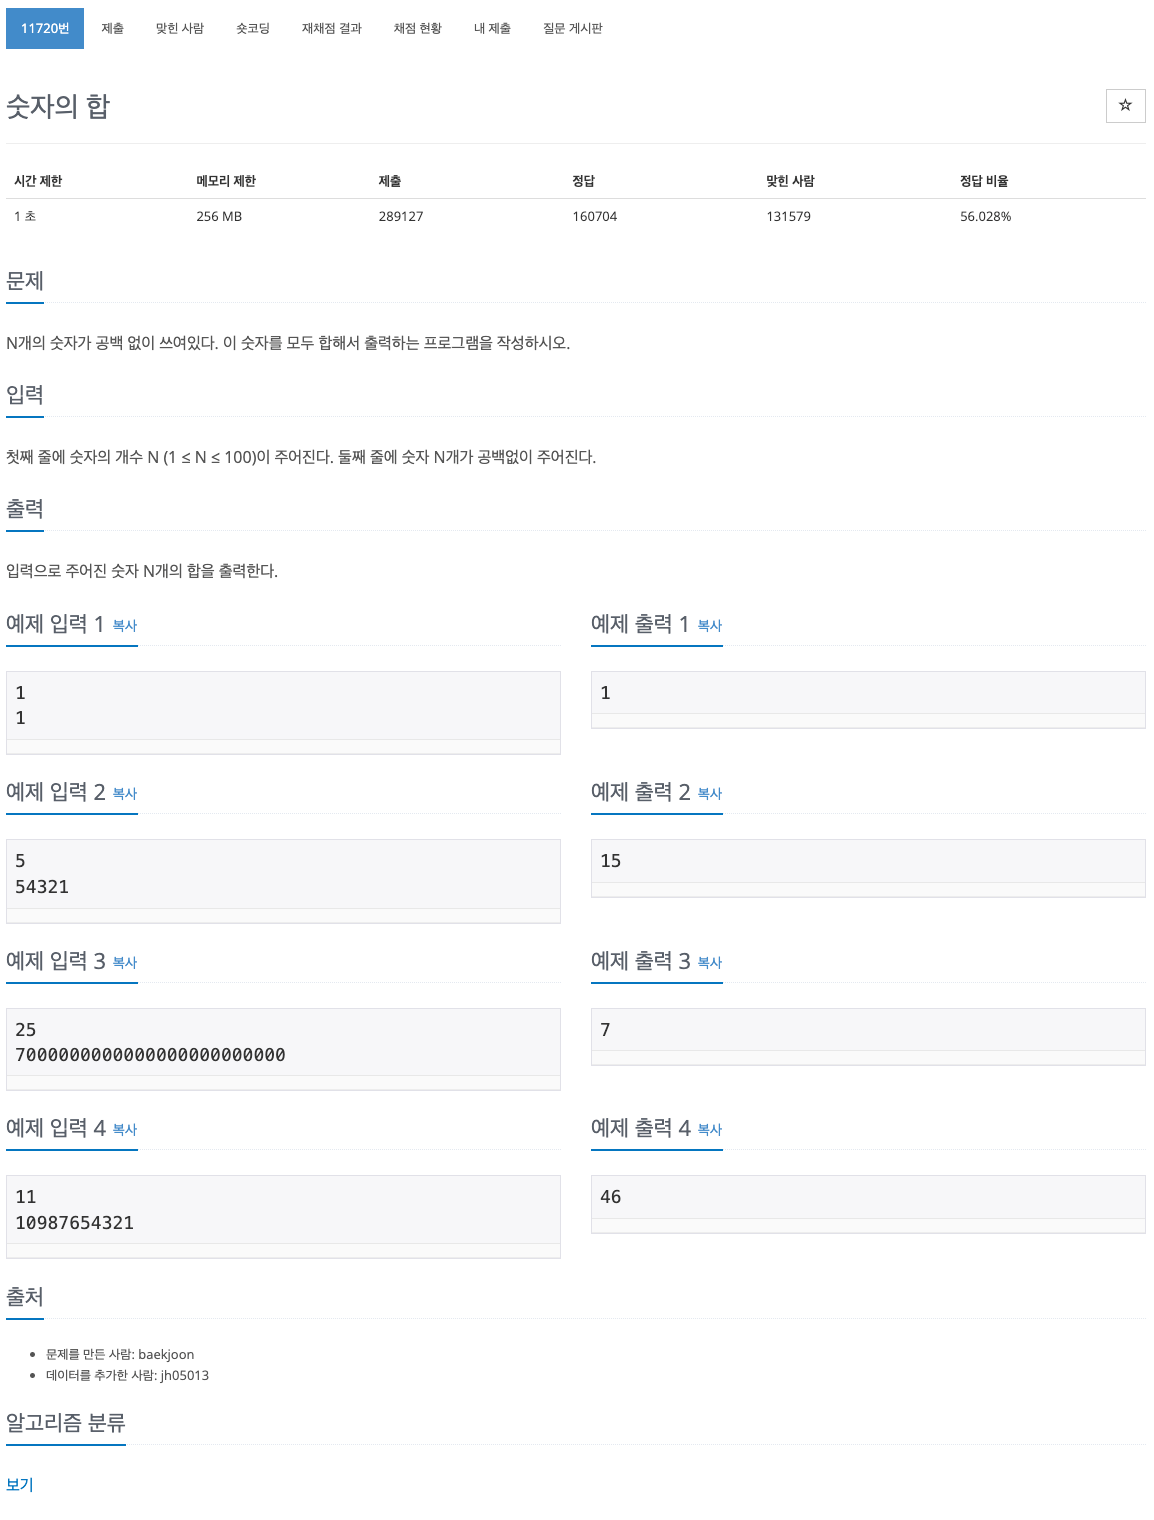 11720번 제출 맞힌 사람 숏코딩 재채점 결과 채점 현황 내 제출 질문 게시판
숫자의 합
시간 제한 메모리 제한 제출 정답 맞힌 사람 정답 비율
1 초 256 MB 289127 160704 131579 56.028%
문제
N개의 숫자가 공백 없이 쓰여있다. 이 숫자를 모두 합해서 출력하는 프로그램을 작성하시오.
입력
첫째 줄에 숫자의 개수 N (1 ≤ N ≤ 100)이 주어진다. 둘째 줄에 숫자 N개가 공백없이 주어진다.
출력
입력으로 주어진 숫자 N개의 합을 출력한다.
예제 입력 1 복사
1
1
예제 출력 1 복사
1
예제 입력 2 복사
5
54321
예제 출력 2 복사
15
예제 입력 3 복사
25
7000000000000000000000000
예제 출력 3 복사
7
예제 입력 4 복사
11
10987654321
예제 출력 4 복사
46
출처
문제를 만든 사람: baekjoon
데이터를 추가한 사람: jh05013
알고리즘 분류
보기